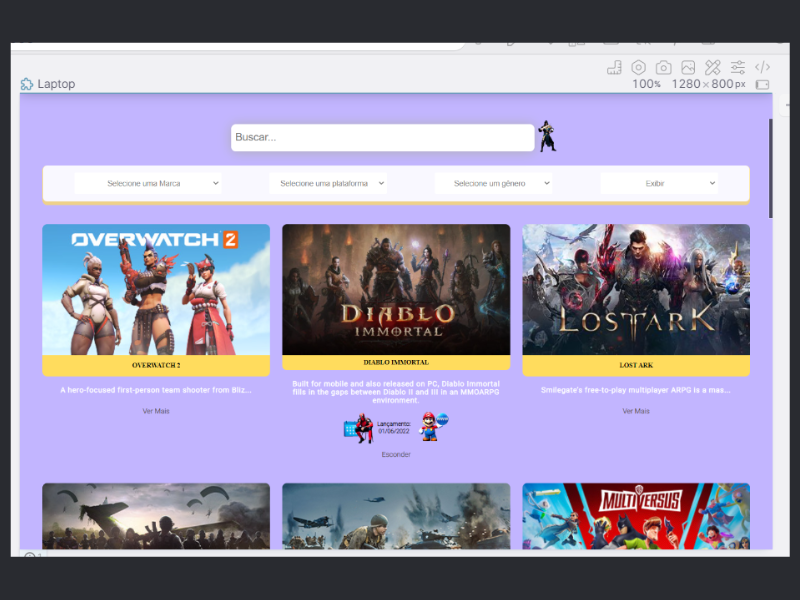 Laptop
100% 1280×800px
Buscar...
Selecione uma Marca
Selecione uma plataforma
Selecione um gênero
Exibir
OVERWATCH 2
DIABLO
IMMORTAL
LOST ARK
OVERWATCH 2
DIABLO IMMORTAL
LOST ARK
A hero-focused first-person team shooter from Bliz...
Ver Mais
Built for mobile and also released on PC, Diablo Immortal
fills in the gaps between Diablo II and III in an MMOARPG
environment.
Lançamento:
01/06/2022
Esconder
Smilegate's free-to-play multiplayer ARPG is a mas...
Ver Mais
MULTIVERSUS